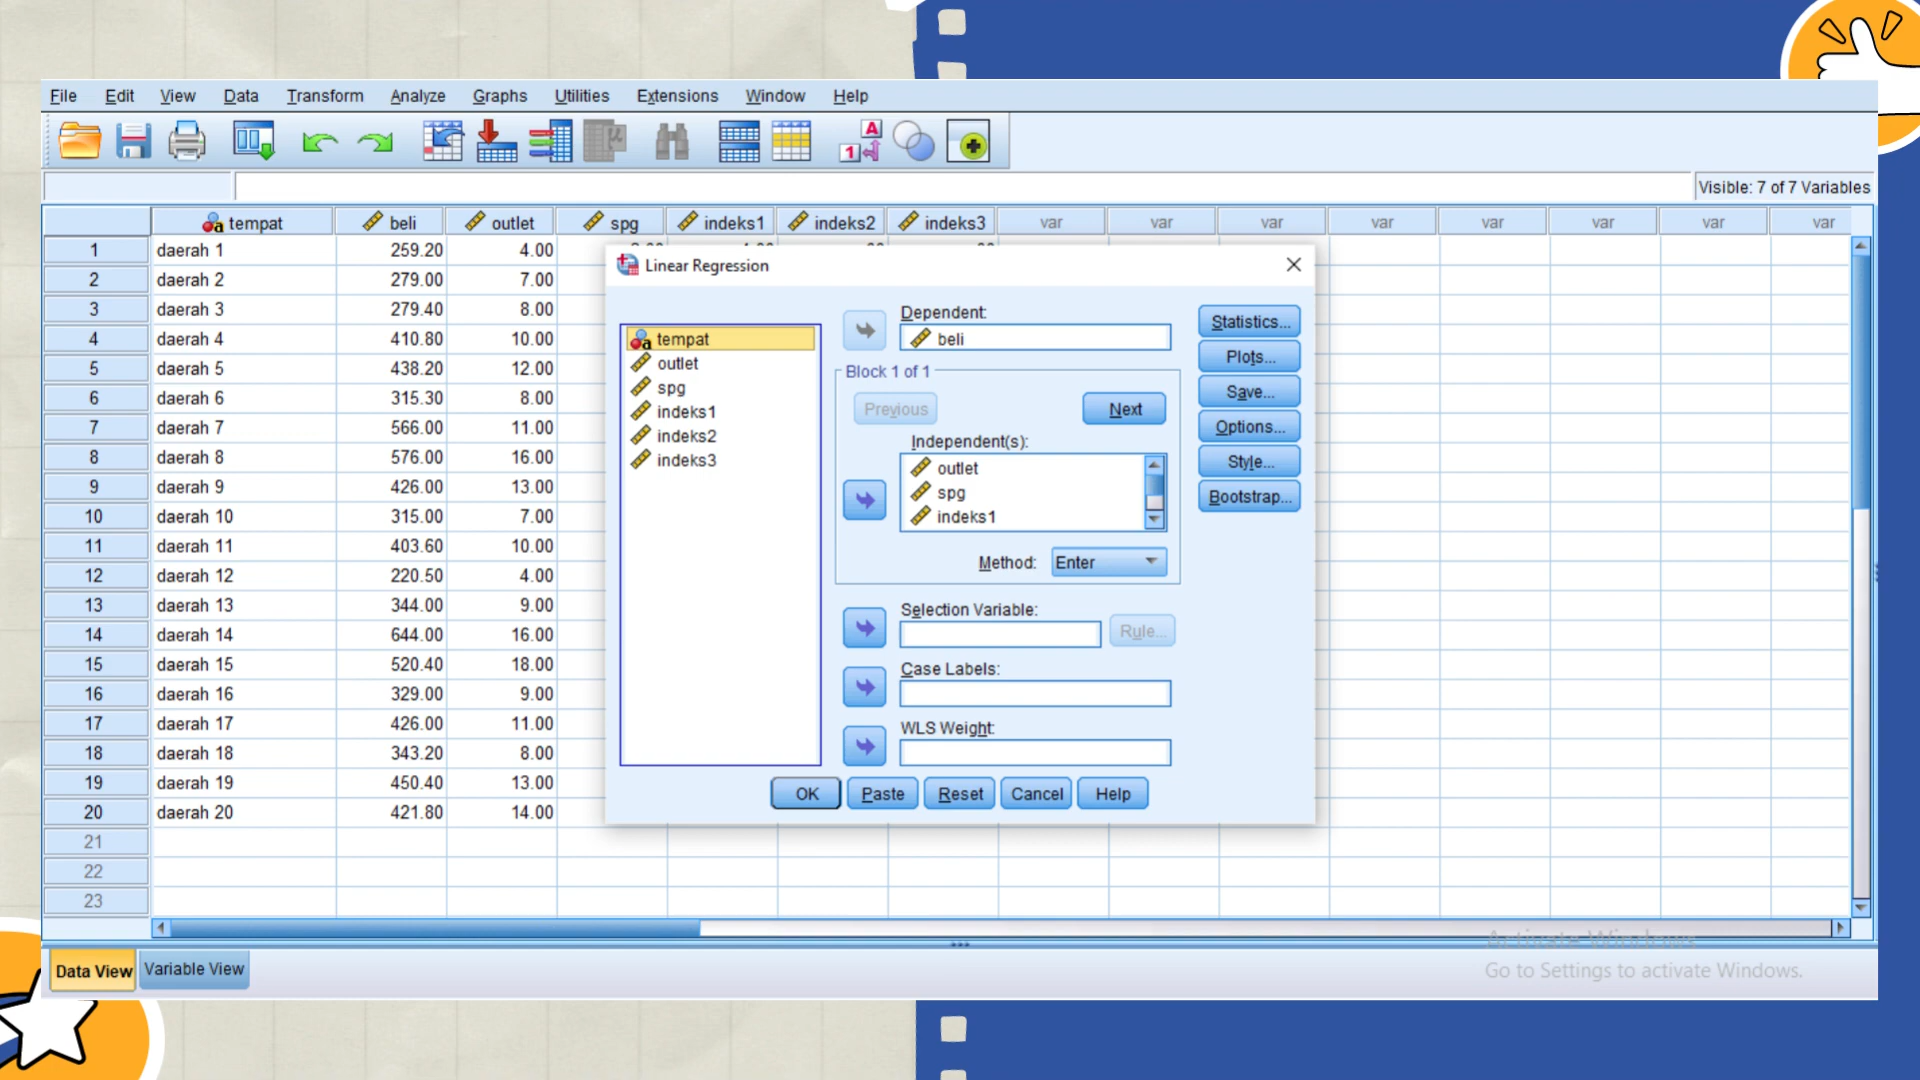 File Edit View Data Transform Analyze Graphs Utilities Extensions Window Help
A
1
Visible: 7 of 7 Variables
tempat beli outlet spg indeks1 indeks2 indeks3 var var var var var var var var
1 daerah 1 259.20 4.00
2 daerah 2 279.00 7.00
3 daerah 3 279.40 8.00
4 daerah 4 410.80 10.00
5 daerah 5 438.20 12.00
6 daerah 6 315.30 8.00
7 daerah 7 566.00 11.00
8 daerah 8 576.00 16.00
9 daerah 9 426.00 13.00
10 daerah 10 315.00 7.00
11 daerah 11 403.60 10.00
12 daerah 12 220.50 4.00
13 daerah 13 344.00 9.00
14 daerah 14 644.00 16.00
15 daerah 15 520.40 18.00
16 daerah 16 329.00 9.00
17 daerah 17 426.00 11.00
18 daerah 18 343.20 8.00
19 daerah 19 450.40 13.00
20 daerah 20 421.80 14.00
21
22
23
Linear Regression
tempat
outlet
spg
indeks1
indeks2
indeks3
Dependent:
beli
Block 1 of 1
Previous Next
Independent(s):
outlet
spg
indeks1
Method: Enter
Selection Variable:
Rule...
Case Labels:
WLS Weight:
Statistics...
Plots...
Save...
Options...
Style...
Bootstrap...
OK Paste Reset Cancel Help
Data View Variable View
Activate Windows
Go to Settings to activate Windows.